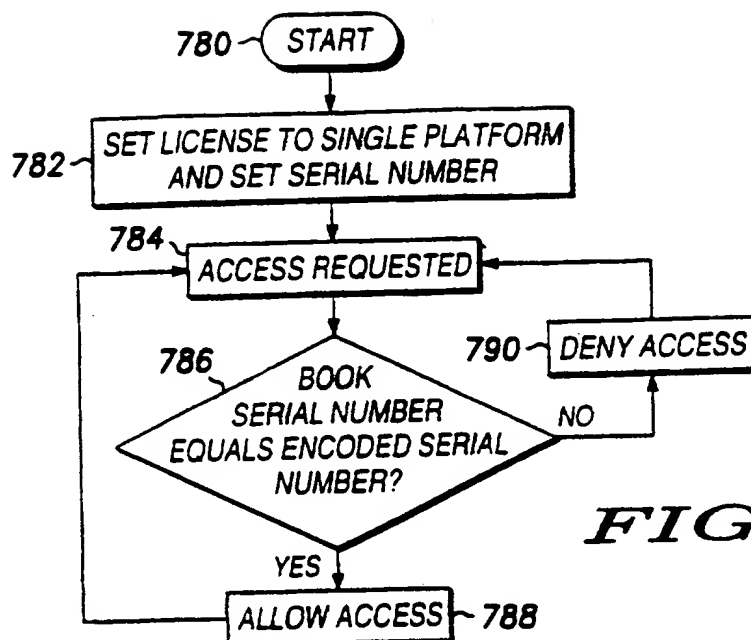 780 START
782 SET LICENSE TO SINGLE PLATFORM
AND SET SERIAL NUMBER
784
ACCESS REQUESTED
786
BOOK
SERIAL NUMBER
EQUALS ENCODED SERIAL
NUMBER?
NO
790 DENY ACCESS
FIG
YES
ALLOW ACCESS 788